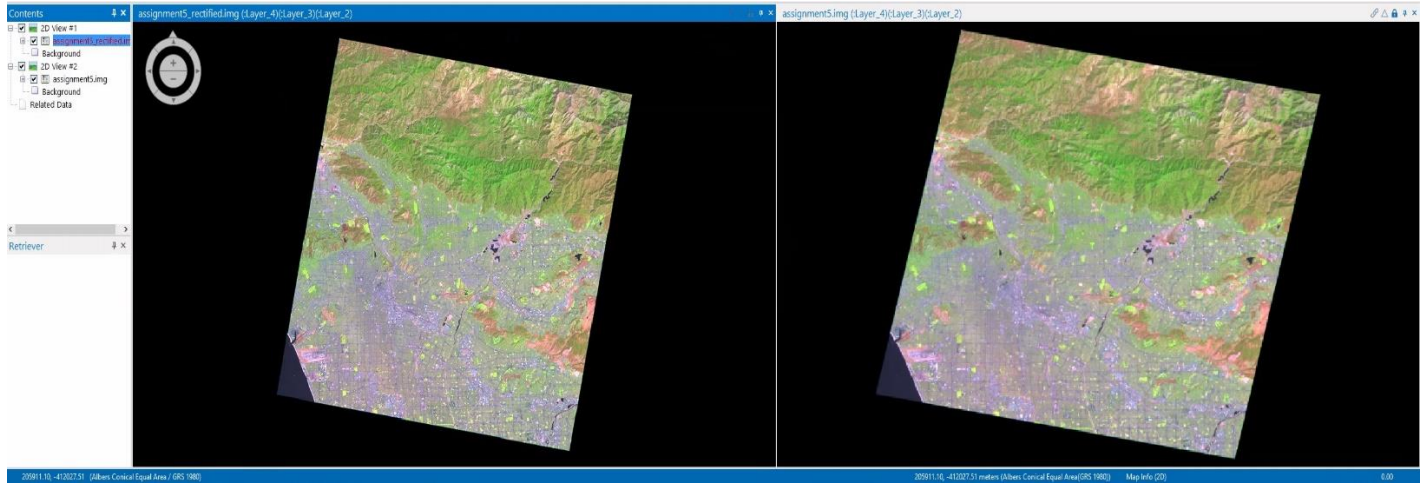 Contents
2D View #1
assignment5_rectified.im
Background
2D View #2
assignment5.img
Background
Related Data
Retriever
assignment5_rectified.img (:Layer_4)(:Layer_3)(:Layer_2)
assignment5.img (:Layer_4)(:Layer_3)(:Layer_2)
205911.10, -412027.51 (Albers Conical Equal Area / GRS 1980)
205911.10, -412027.51 meters (Albers Conical Equal Area(GRS 1980)) Map Info (2D) 0.00